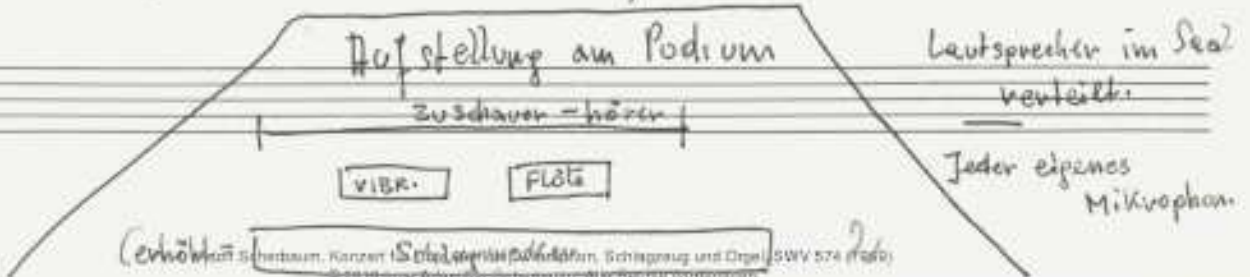 Aufstellung am Podium
Lautsprecher im Saal
verteilt.
zuschauer - hörer
Jeder eigenes
Mikrophon.
VIBR.
FLÖTE
(erhöht
Scherbaum, Konzert Schlagzeug und Orgel, SWV 574 (1989)